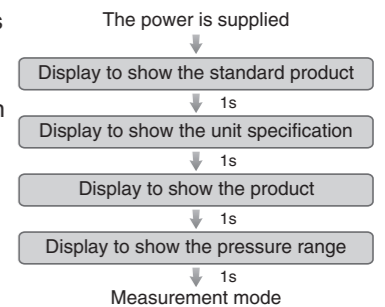 s
The power is supplied
Display to show the standard product
n
1s
Display to show the unit specification
1s
Display to show the product
1s
Display to show the pressure range
1s
Measurement mode